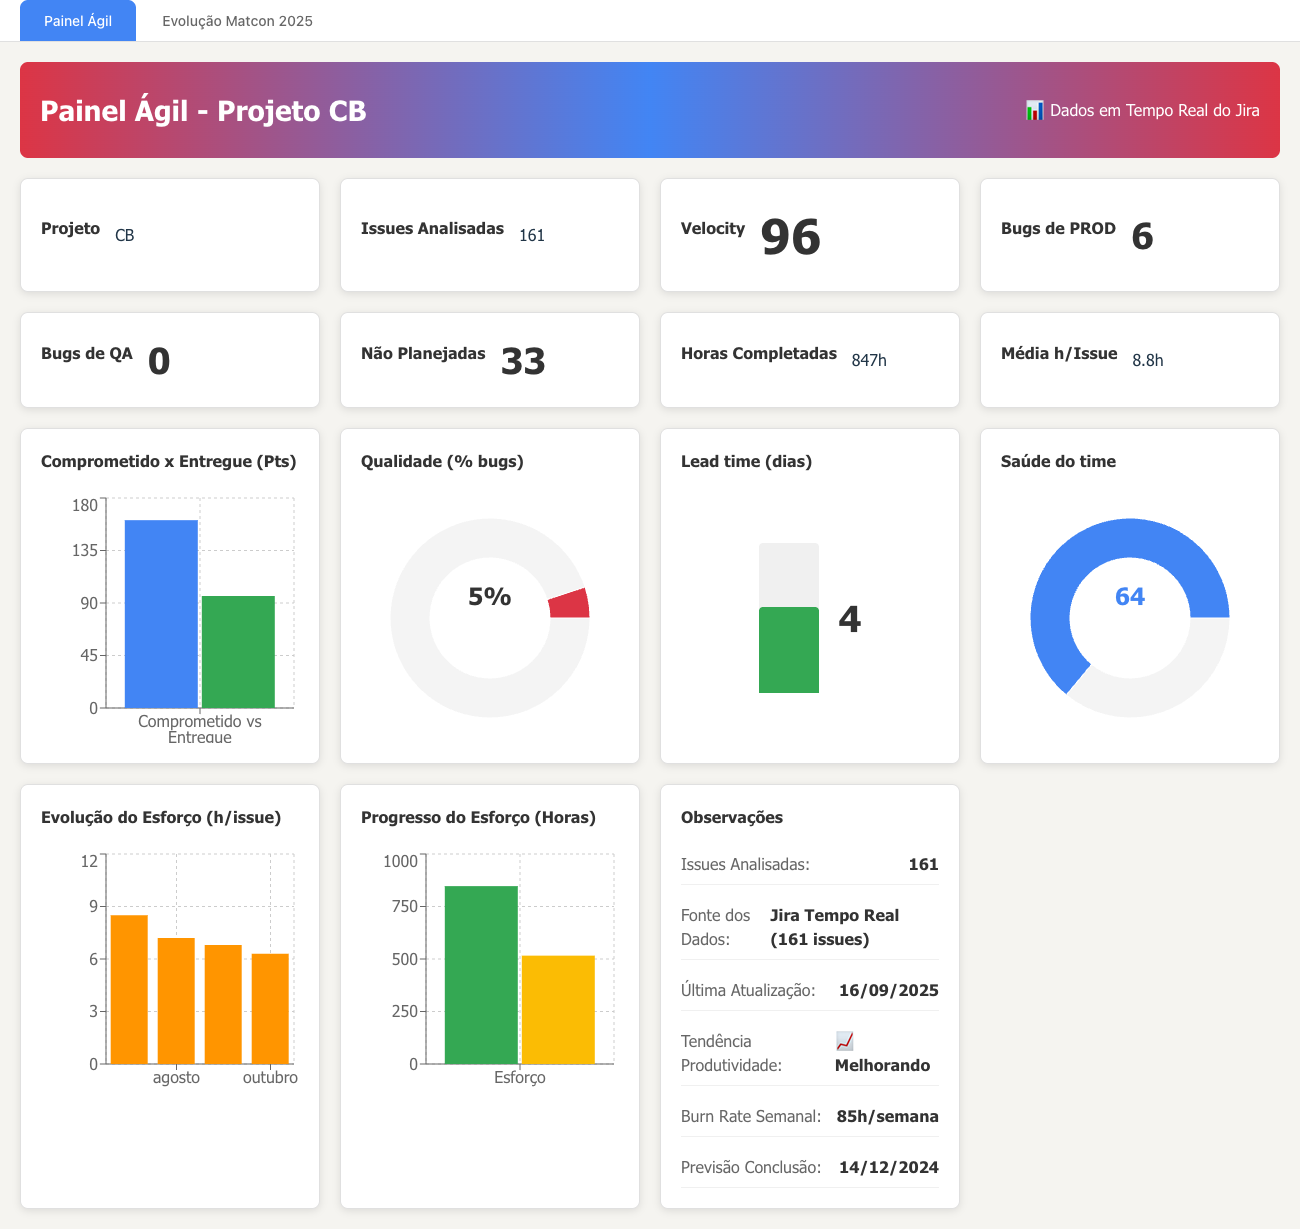 Painel Ágil
Evolução Matcon 2025
Painel Ágil - Projeto CB
📊 Dados em Tempo Real do Jira
Projeto CB
Issues Analisadas 161
Velocity 96
Bugs de PROD 6
Bugs de QA 0
Não Planejadas 33
Horas Completadas 847h
Média h/Issue 8.8h
Comprometido x Entregue (Pts)
180
135
90
45
0
Comprometido vs
Entregue
Qualidade (% bugs)
5%
Lead time (dias)
4
Saúde do time
64
Evolução do Esforço (h/issue)
12
9
6
3
0
agosto
outubro
Progresso do Esforço (Horas)
1000
750
500
250
0
Esforço
Observações
Issues Analisadas: 161
Fonte dos Jira Tempo Real
Dados: (161 issues)
Última Atualização: 16/09/2025
Tendência 📈
Produtividade: Melhorando
Burn Rate Semanal: 85h/semana
Previsão Conclusão: 14/12/2024